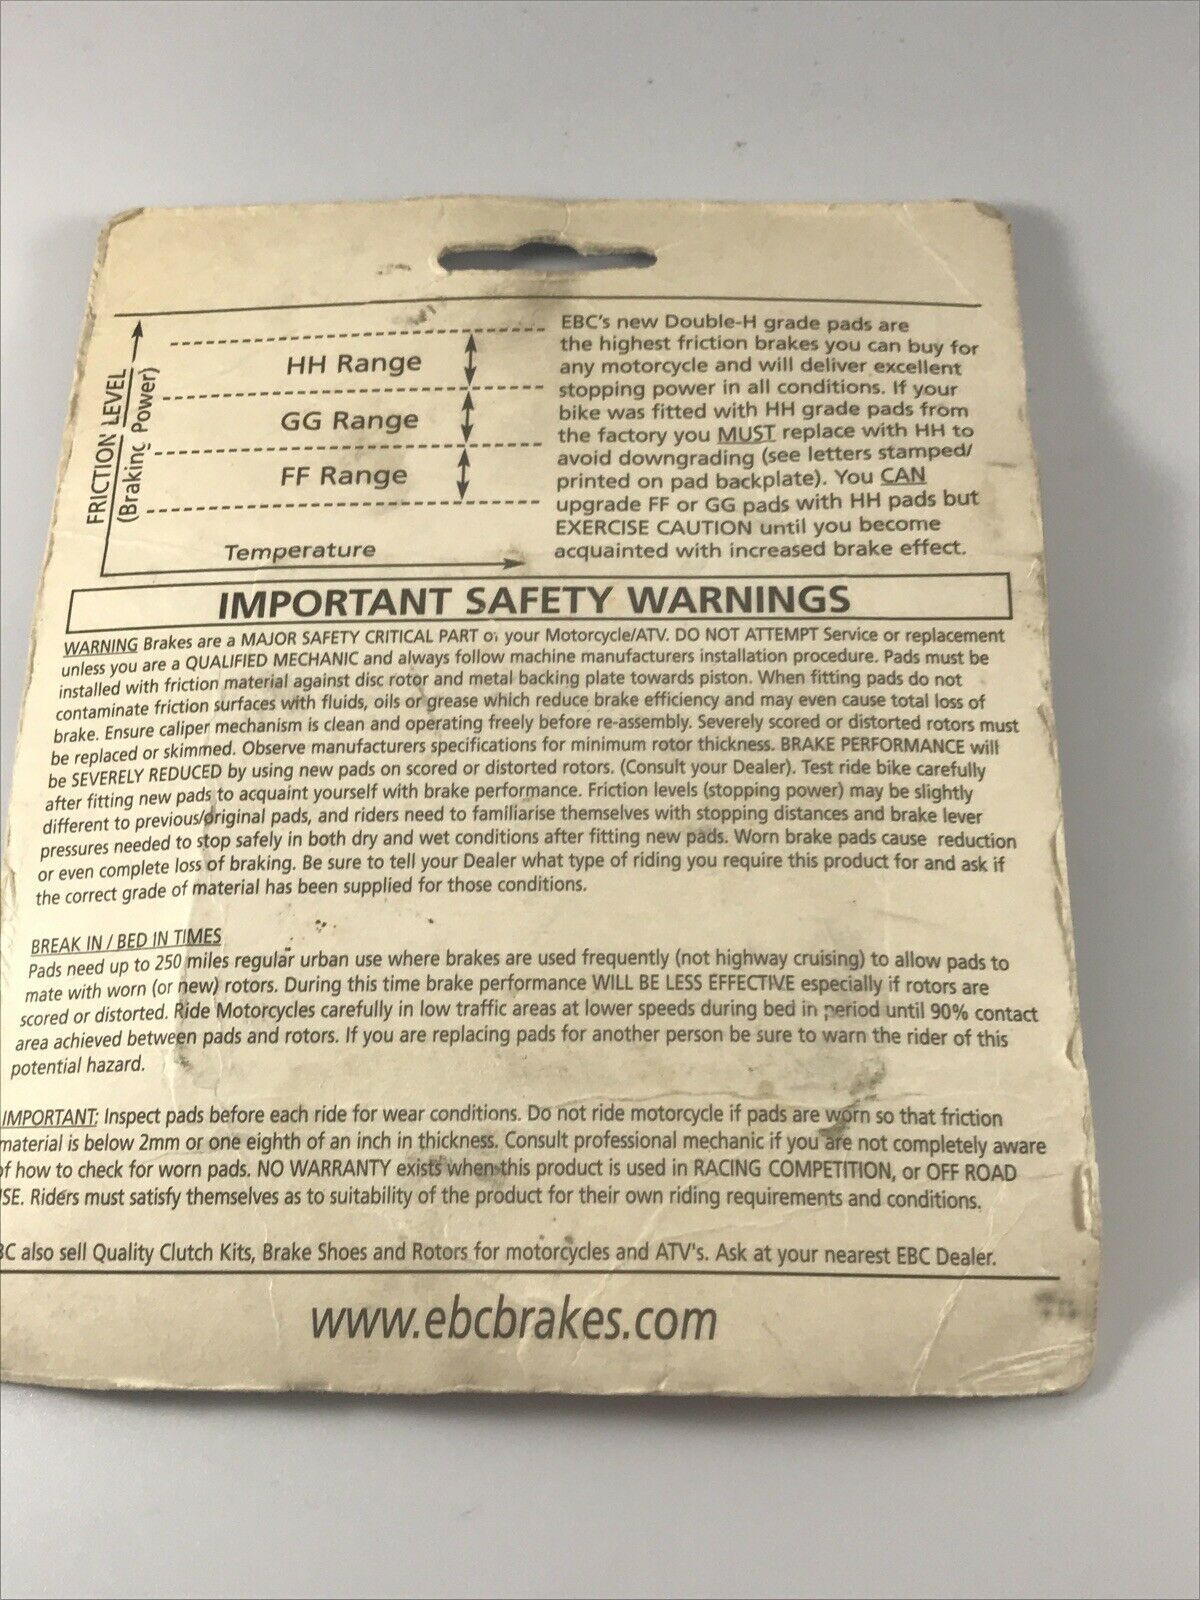 FRICTION LEVEL
(Braking Power)
HH Range
GG Range
FF Range
Temperature
EBC's new Double-H grade pads are
the highest friction brakes you can buy for
any motorcycle and will deliver excellent
stopping power in all conditions. If your
bike was fitted with HH grade pads from
the factory you MUST replace with HH to
avoid downgrading (see letters stamped/
printed on pad backplate). You CAN
upgrade FF or GG pads with HH pads but
EXERCISE CAUTION until you become
acquainted with increased brake effect.
IMPORTANT SAFETY WARNINGS
WARNING Brakes are a MAJOR SAFETY CRITICAL PART of your Motorcycle/ATV. DO NOT ATTEMPT Service or replacement
unless you are a QUALIFIED MECHANIC and always follow machine manufacturers installation procedure. Pads must be
installed with friction material against disc rotor and metal backing plate towards piston. When fitting pads do not
contaminate friction surfaces with fluids, oils or grease which reduce brake efficiency and may even cause total loss of
brake. Ensure caliper mechanism is clean and operating freely before re-assembly. Severely scored or distorted rotors must
be replaced or skimmed. Observe manufacturers specifications for minimum rotor thickness. BRAKE PERFORMANCE will
be SEVERELY REDUCED by using new pads on scored or distorted rotors. (Consult your Dealer). Test ride bike carefully
after fitting new pads to acquaint yourself with brake performance. Friction levels (stopping power) may be slightly
different to previous/original pads, and riders need to familiarise themselves with stopping distances and brake lever
pressures needed to stop safely in both dry and wet conditions after fitting new pads. Worn brake pads cause reduction
or even complete loss of braking. Be sure to tell your Dealer what type of riding you require this product for and ask if
the correct grade of material has been supplied for those conditions.
BREAK IN / BED IN TIMES
Pads need up to 250 miles regular urban use where brakes are used frequently (not highway cruising) to allow pads to
mate with worn (or new) rotors. During this time brake performance WILL BE LESS EFFECTIVE especially if rotors are
scored or distorted. Ride Motorcycles carefully in low traffic areas at lower speeds during bed in period until 90% contact
area achieved between pads and rotors. If you are replacing pads for another person be sure to warn the rider of this
potential hazard.
IMPORTANT: Inspect pads before each ride for wear conditions. Do not ride motorcycle if pads are worn so that friction
material is below 2mm or one eighth of an inch in thickness. Consult professional mechanic if you are not completely aware
of how to check for worn pads. NO WARRANTY exists when this product is used in RACING COMPETITION, or OFF ROAD
USE. Riders must satisfy themselves as to suitability of the product for their own riding requirements and conditions.
EBC also sell Quality Clutch Kits, Brake Shoes and Rotors for motorcycles and ATV's. Ask at your nearest EBC Dealer.
www.ebcbrakes.com